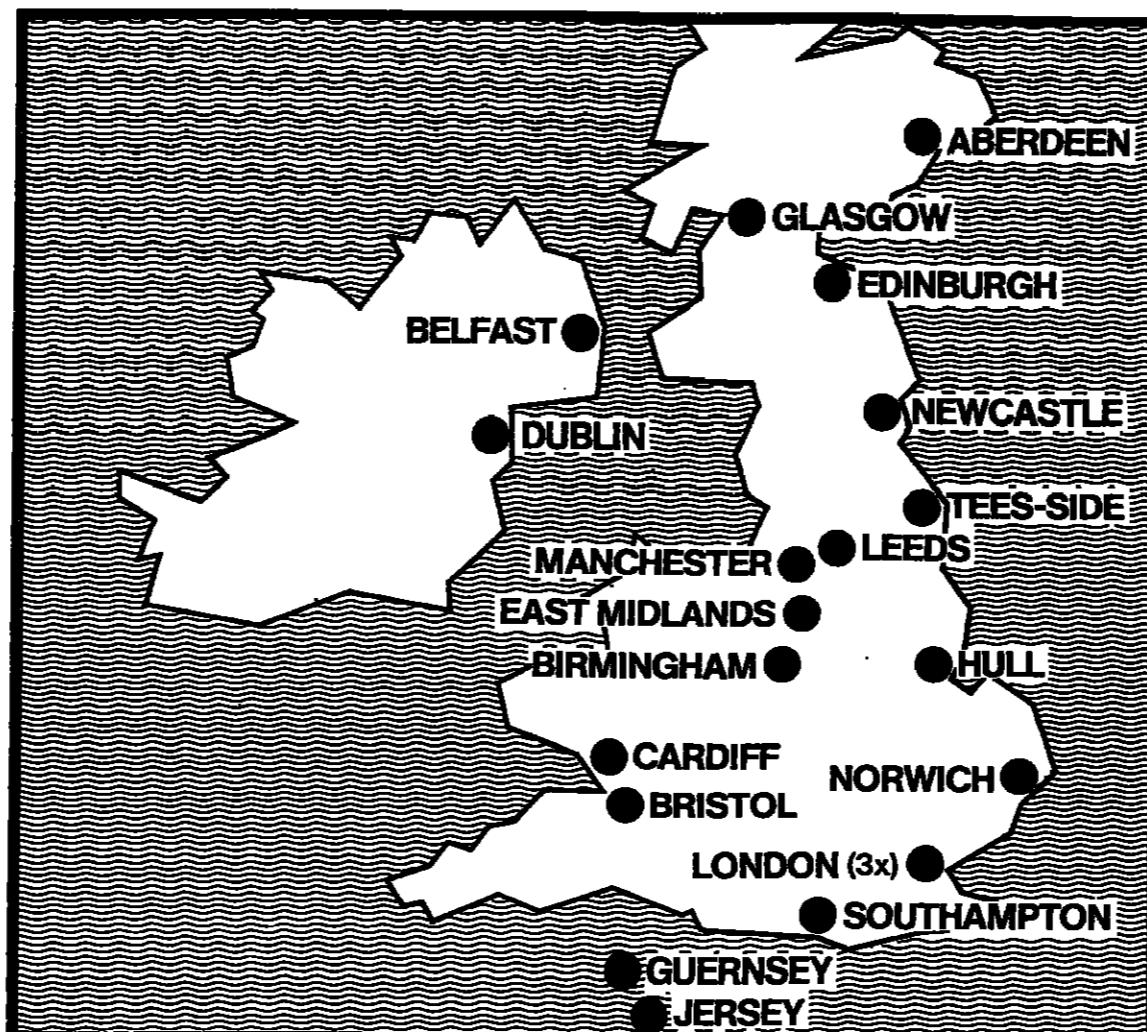 ABERDEEN
GLASGOW
EDINBURGH
BELFAST
NEWCASTLE
DUBLIN
TEES-SIDE
LEEDS
MANCHESTER
EAST MIDLANDS
BIRMINGHAM
HULL
CARDIFF
NORWICH
BRISTOL
LONDON (3x)
SOUTHAMPTON
GUERNSEY
JERSEY